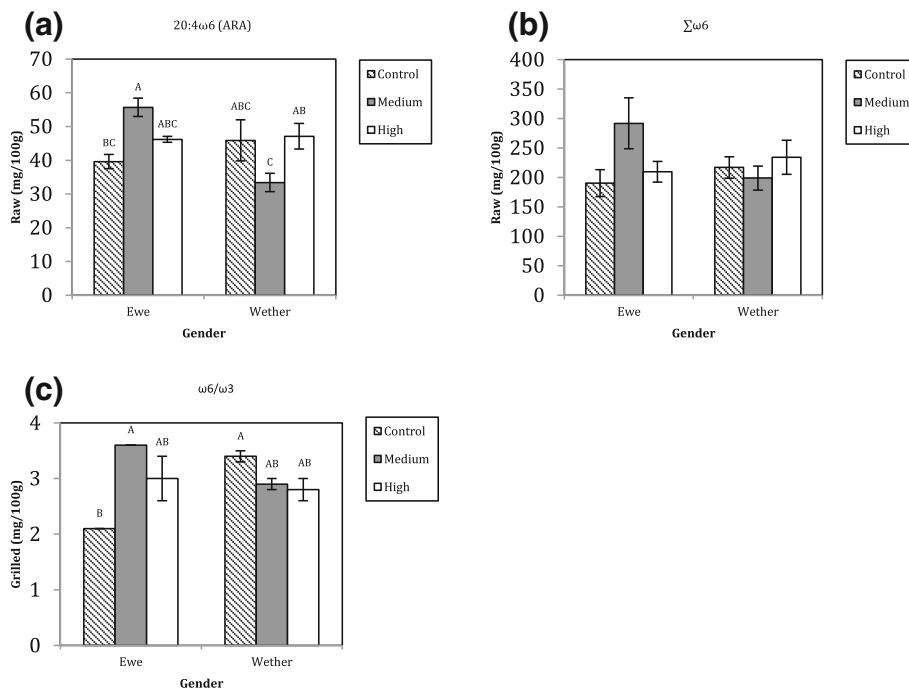 (a)
20:4ω6 (ARA)
70
60
50
40
30
20
10
0
Raw (mg/100g)
BC
A
ABC
ABC
C
AB
Ewe
Wether
Gender
Control
Medium
High
(b)
∑ω6
400
350
300
250
200
150
100
50
0
Raw (mg/100g)
Ewe
Wether
Gender
Control
Medium
High
(c)
ω6/ω3
4
3
2
1
0
Grilled (mg/100g)
B
A
AB
A
AB
AB
Ewe
Wether
Gender
Control
Medium
High